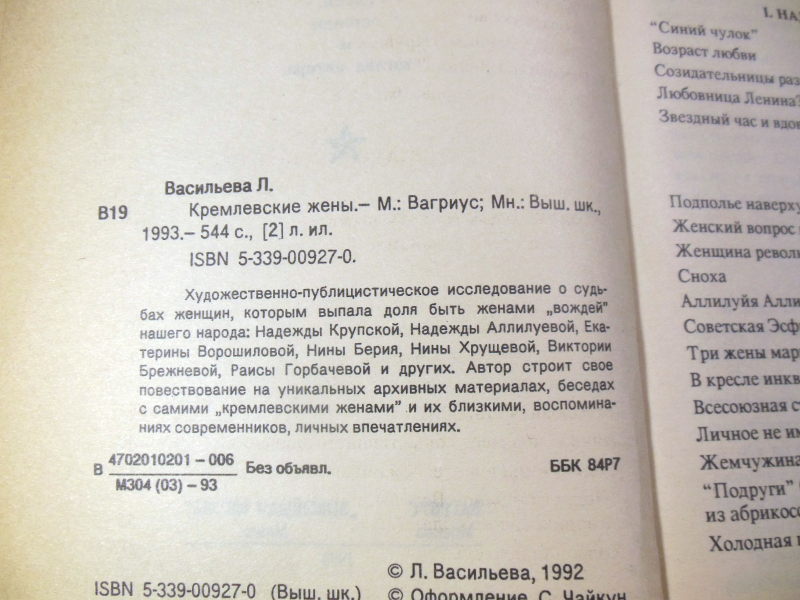 Васильева Л.
В19 Кремлевские жены.— М.: Вагриус; Мн.: Выш. шк.,
1993.— 544 с., [2] л. ил.
ISBN 5-339-00927-0.
Художественно-публицистическое исследование о судь-
бах женщин, которым выпала доля быть женами „вождей"
нашего народа: Надежды Крупской, Надежды Аллилуевой, Ека-
терины Ворошиловой, Нины Берия, Нины Хрущевой, Виктории
Брежневой, Раисы Горбачевой и других. Автор строит свое
повествование на уникальных архивных материалах, беседах
с самими „кремлевскими женами" и их близкими, воспомина-
ниях современников, личных впечатлениях.
В 4702010201—006 Без объявл. ББК 84Р7
М304 (03)—93
© Л. Васильева, 1992
ISBN 5-339-00927-0 (Выш. шк.) © Оформление. С. Чайкун
I. НА
"Синий чулок"
Возраст любви
Созидательницы раз
Любовница Ленина?
Звездный час и вдов
Подполье наверху
Женский вопрос
Женщина револ
Сноха
Аллилуйя Алли
Советская Эсф
Три жены мар
В кресле инкв
Всесоюзная с
Личное не им
Жемчужина
"Подруги"
из абрикос
Холодная